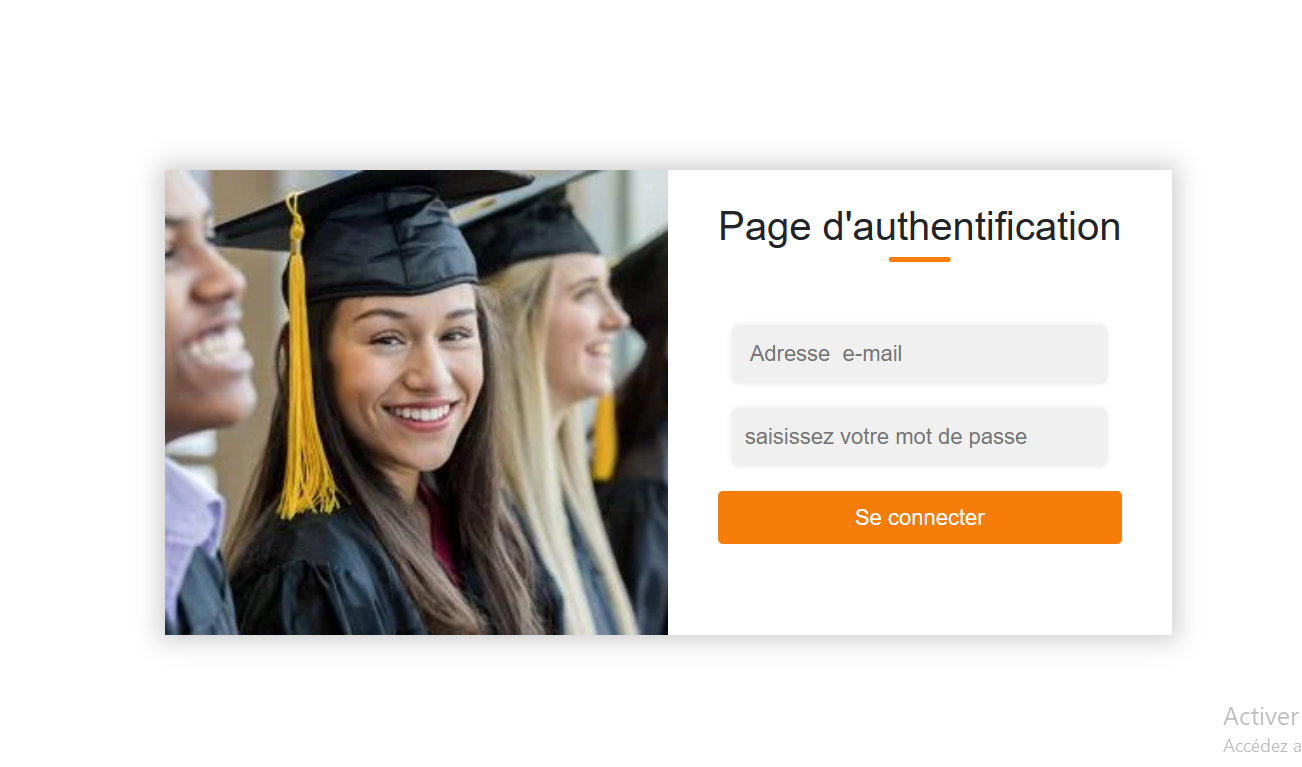 Page d'authentification
Adresse  e-mail
saisissez votre mot de passe
Se connecter
Activer
Accédez a